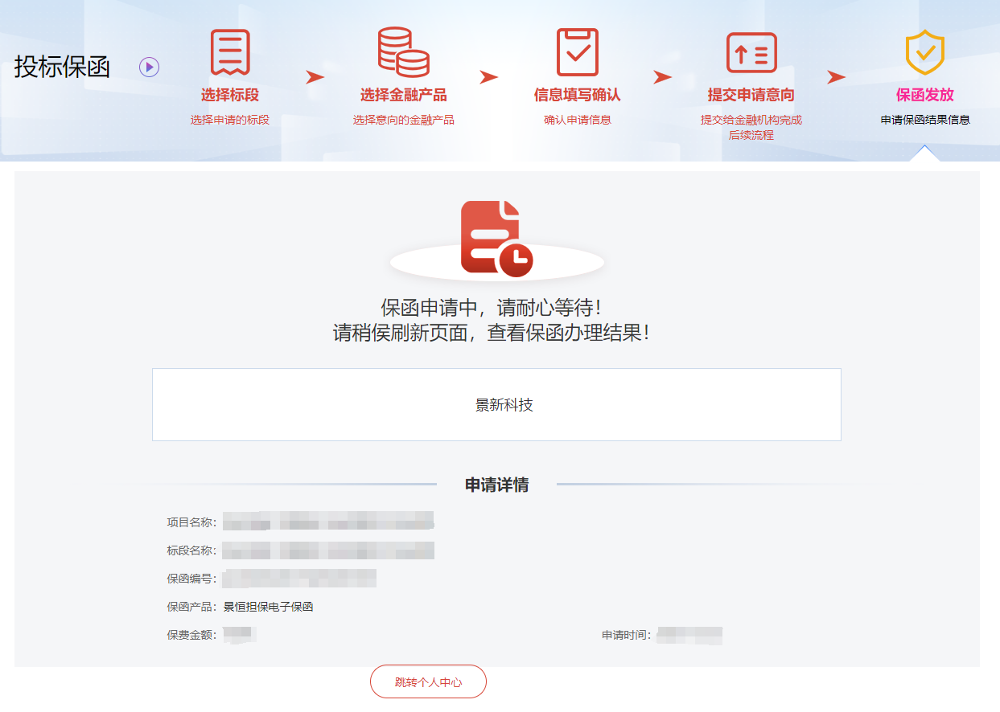 投标保函
选择标段
选择申请的标段
选择金融产品
选择意向的金融产品
信息填写确认
确认申请信息
提交申请意向
提交给金融机构完成
后续流程
保函发放
申请保函结果信息
保函申请中，请耐心等待！
请稍侯刷新页面，查看保函办理结果！
景新科技
申请详情
项目名称：
标段名称：
保函编号：
保函产品：景恒担保电子保函
保费金额：
申请时间：
跳转个人中心